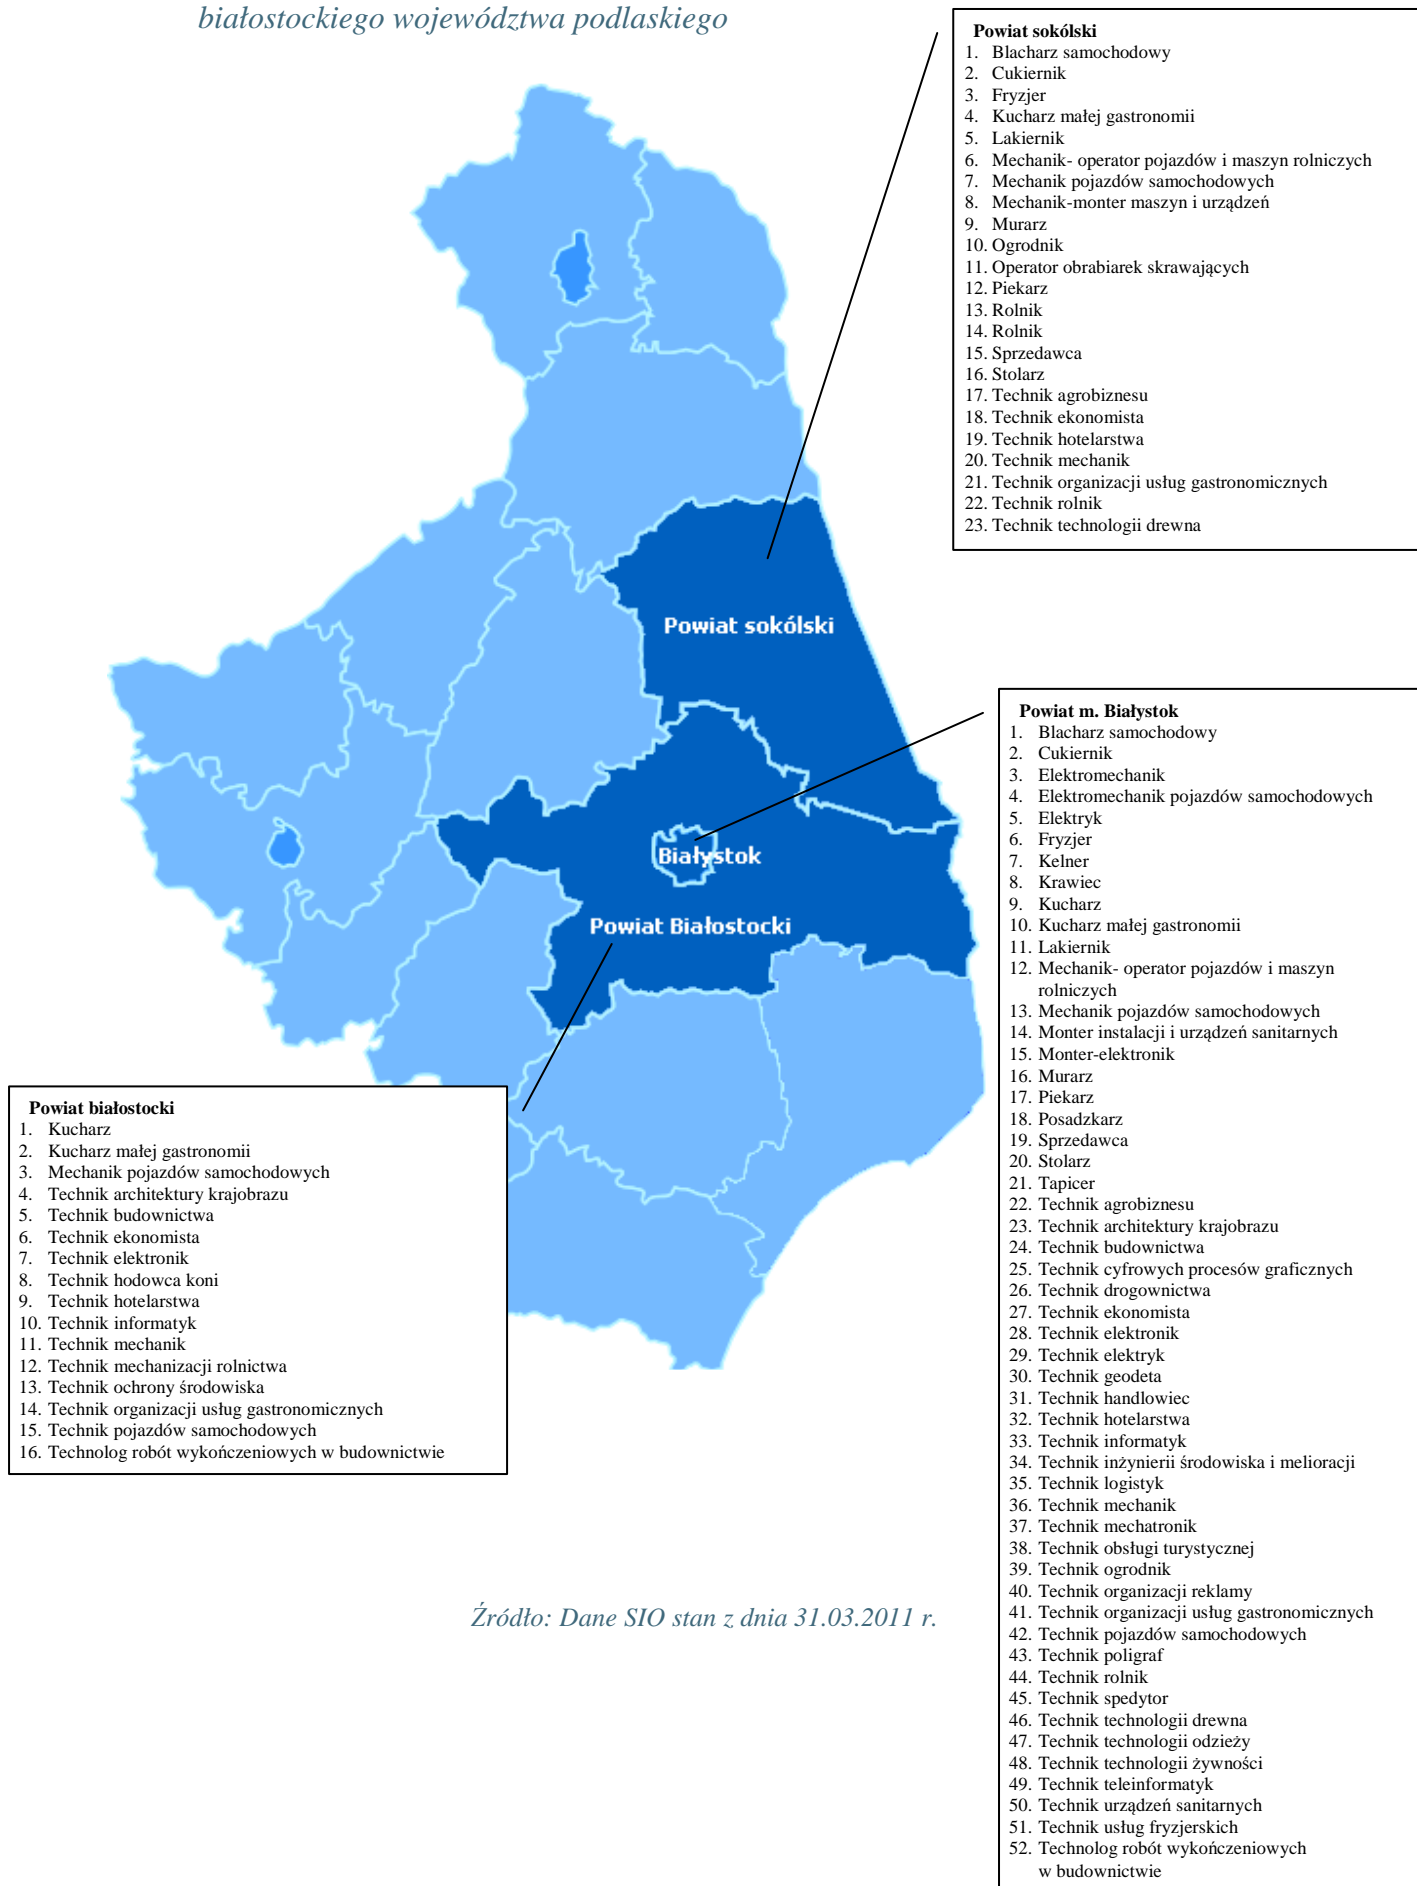 białostockiego województwa podlaskiego
Powiat sokólski
1. Blacharz samochodowy
2. Cukiernik
3. Fryzjer
4. Kucharz małej gastronomii
5. Lakiernik
6. Mechanik- operator pojazdów i maszyn rolniczych
7. Mechanik pojazdów samochodowych
8. Mechanik-monter maszyn i urządzeń
9. Murarz
10. Ogrodnik
11. Operator obrabiarek skrawających
12. Piekarz
13. Rolnik
14. Rolnik
15. Sprzedawca
16. Stolarz
17. Technik agrobiznesu
18. Technik ekonomista
19. Technik hotelarstwa
20. Technik mechanik
21. Technik organizacji usług gastronomicznych
22. Technik rolnik
23. Technik technologii drewna
Powiat sokólski
Białystok
Powiat Białostocki
Powiat m. Białystok
1. Blacharz samochodowy
2. Cukiernik
3. Elektromechanik
4. Elektromechanik pojazdów samochodowych
5. Elektryk
6. Fryzjer
7. Kelner
8. Krawiec
9. Kucharz
10. Kucharz małej gastronomii
11. Lakiernik
12. Mechanik- operator pojazdów i maszyn
rolniczych
13. Mechanik pojazdów samochodowych
14. Monter instalacji i urządzeń sanitarnych
15. Monter-elektronik
16. Murarz
17. Piekarz
18. Posadzkarz
19. Sprzedawca
20. Stolarz
21. Tapicer
22. Technik agrobiznesu
23. Technik architektury krajobrazu
24. Technik budownictwa
25. Technik cyfrowych procesów graficznych
26. Technik drogownictwa
27. Technik ekonomista
28. Technik elektronik
29. Technik elektryk
30. Technik geodeta
31. Technik handlowiec
32. Technik hotelarstwa
33. Technik informatyk
34. Technik inżynierii środowiska i melioracji
35. Technik logistyk
36. Technik mechanik
37. Technik mechatronik
38. Technik obsługi turystycznej
39. Technik ogrodnik
40. Technik organizacji reklamy
41. Technik organizacji usług gastronomicznych
42. Technik pojazdów samochodowych
43. Technik poligraf
44. Technik rolnik
45. Technik spedytor
46. Technik technologii drewna
47. Technik technologii odzieży
48. Technik technologii żywności
49. Technik teleinformatyk
50. Technik urządzeń sanitarnych
51. Technik usług fryzjerskich
52. Technolog robót wykończeniowych
w budownictwie
Powiat białostocki
1. Kucharz
2. Kucharz małej gastronomii
3. Mechanik pojazdów samochodowych
4. Technik architektury krajobrazu
5. Technik budownictwa
6. Technik ekonomista
7. Technik elektronik
8. Technik hodowca koni
9. Technik hotelarstwa
10. Technik informatyk
11. Technik mechanik
12. Technik mechanizacji rolnictwa
13. Technik ochrony środowiska
14. Technik organizacji usług gastronomicznych
15. Technik pojazdów samochodowych
16. Technolog robót wykończeniowych w budownictwie
Źródło: Dane SIO stan z dnia 31.03.2011 r.